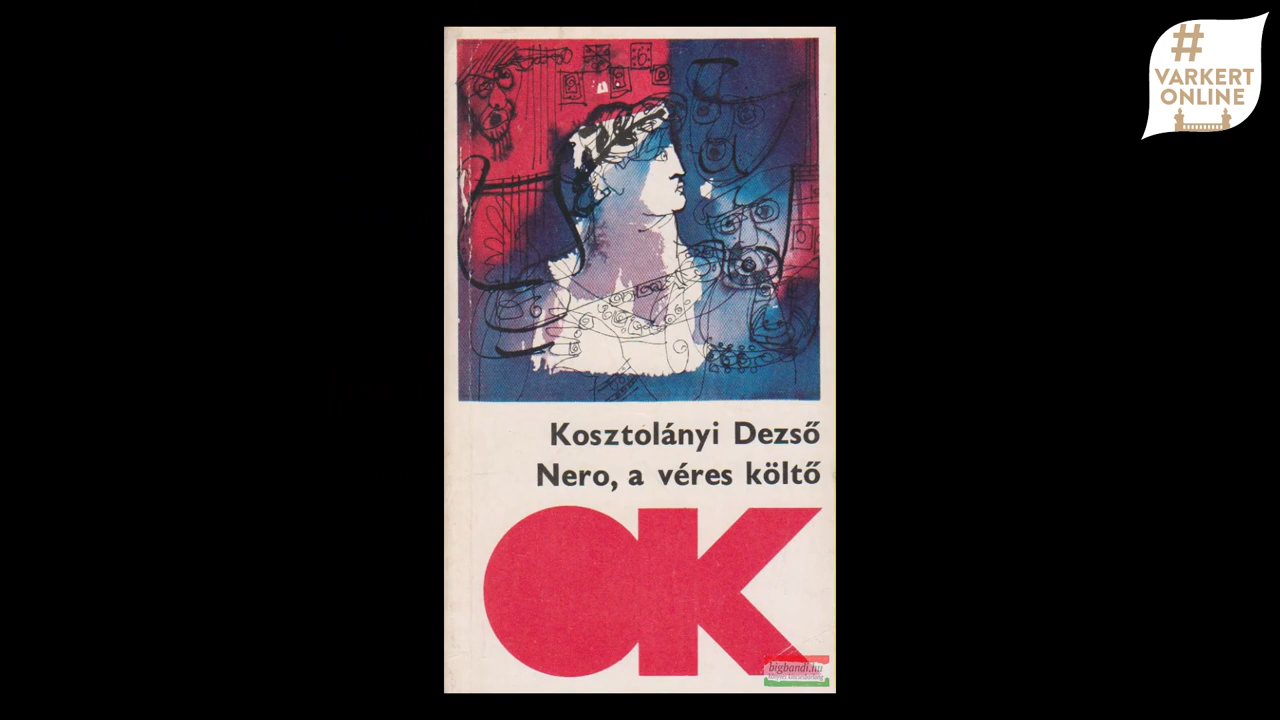 #
VARKERT
ONLINE
Kosztolányi Dezső
Nero, a véres költő
OK
bigbandi.hu